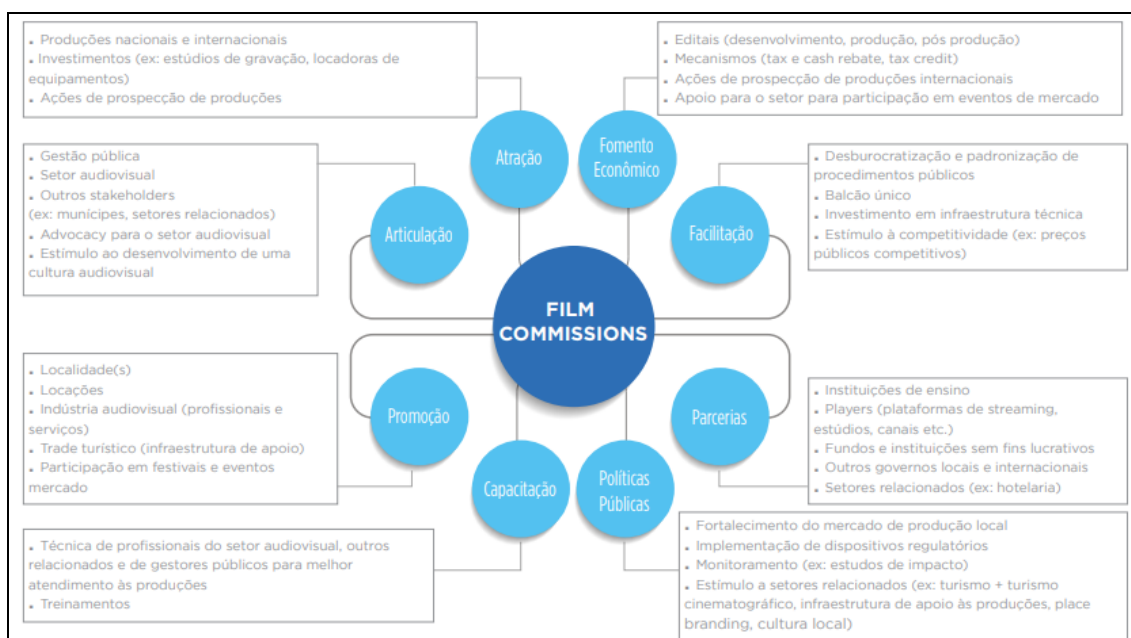 ▪ Produções nacionais e internacionais
▪ Investimentos (ex: estúdios de gravação, locadoras de
equipamentos)
▪ Ações de prospecção de produções
▪ Editais (desenvolvimento, produção, pós produção)
▪ Mecanismos (tax e cash rebate, tax credit)
▪ Ações de prospecção de produções internacionais
▪ Apoio para o setor para participação em eventos de mercado
Atração
Fomento
Econômico
▪ Gestão pública
▪ Setor audiovisual
▪ Outros stakeholders
(ex: munícipes, setores relacionados)
▪ Advocacy para o setor audiovisual
▪ Estímulo ao desenvolvimento de uma
cultura audiovisual
Articulação
Facilitação
▪ Desburocratização e padronização de
procedimentos públicos
▪ Balcão único
▪ Investimento em infraestrutura técnica
▪ Estímulo à competitividade (ex: preços
públicos competitivos)
FILM
COMMISSIONS
▪ Localidade(s)
▪ Locações
▪ Indústria audiovisual (profissionais e
serviços)
▪ Trade turístico (infraestrutura de apoio)
▪ Participação em festivais e eventos
mercado
Promoção
Parcerias
▪ Instituições de ensino
▪ Players (plataformas de streaming,
estúdios, canais etc.)
▪ Fundos e instituições sem fins lucrativos
▪ Outros governos locais e internacionais
▪ Setores relacionados (ex: hotelaria)
Capacitação
Políticas
Públicas
▪ Técnica de profissionais do setor audiovisual, outros
relacionados e de gestores públicos para melhor
atendimento às produções
▪ Treinamentos
▪ Fortalecimento do mercado de produção local
▪ Implementação de dispositivos regulatórios
▪ Monitoramento (ex: estudos de impacto)
▪ Estímulo a setores relacionados (ex: turismo + turismo
cinematográfico, infraestrutura de apoio às produções, place
branding, cultura local)